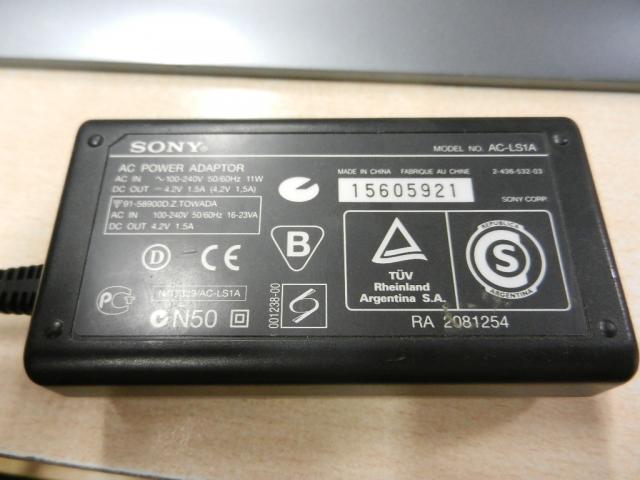 SONY®
MODEL NO. AC-LS1A
AC POWER ADAPTOR
AC IN ~100-240V 50/60Hz 11W
DC OUT ⎓4.2V 1.5A (4,2V 1,5A)
MADE IN CHINA FABRIQUE AU CHINE
2-436-532-03
15605921
SONY CORP.
91-58900D.Z.TOWADA
AC IN 100-240V 50/60Hz 16-23VA
DC OUT 4.2V 1.5A
D
CE
B
TÜV
Rheinland
Argentina S.A.
REPUBLICA
S
ARGENTINA
AC-LS1A
N50
001238-00
S
RA 2081254